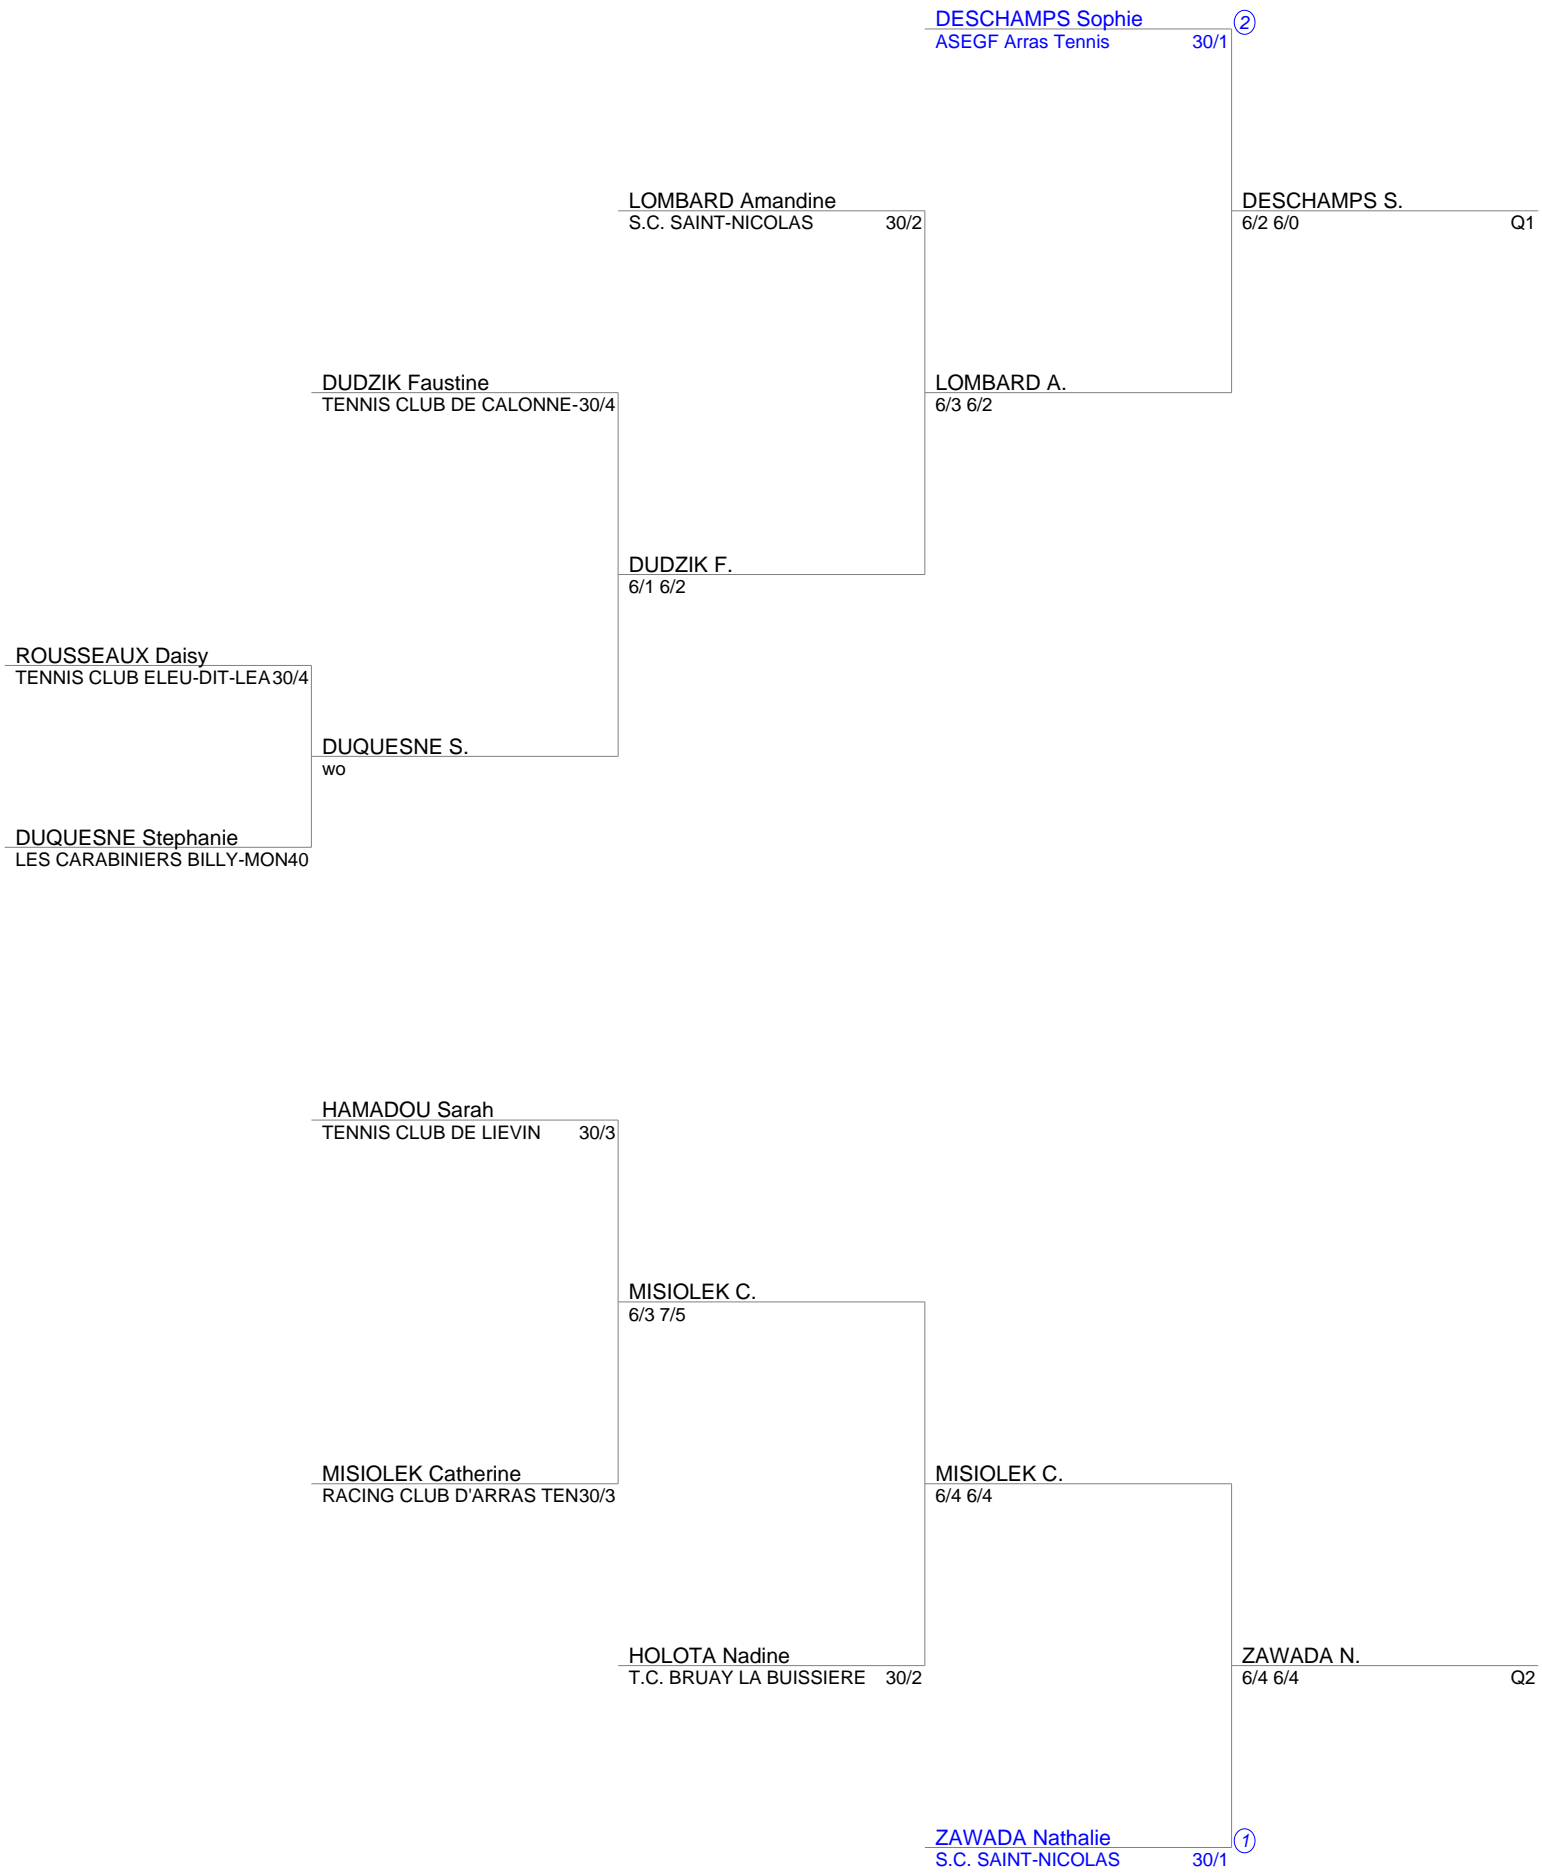 DESCHAMPS Sophie 2
ASEGF Arras Tennis 30/1
LOMBARD Amandine DESCHAMPS S.
S.C. SAINT-NICOLAS 30/2 6/2 6/0 Q1
DUDZIK Faustine LOMBARD A.
TENNIS CLUB DE CALONNE-30/4 6/3 6/2
DUDZIK F.
6/1 6/2
ROUSSEAUX Daisy
TENNIS CLUB ELEU-DIT-LEA 30/4
DUQUESNE S.
wo
DUQUESNE Stephanie
LES CARABINIERS BILLY-MON40
HAMADOU Sarah
TENNIS CLUB DE LIEVIN 30/3
MISIOLEK C.
6/3 7/5
MISIOLEK Catherine MISIOLEK C.
RACING CLUB D'ARRAS TEN30/3 6/4 6/4
HOLOTA Nadine ZAWADA N.
T.C. BRUAY LA BUISSIERE 30/2 6/4 6/4 Q2
ZAWADA Nathalie 1
S.C. SAINT-NICOLAS 30/1